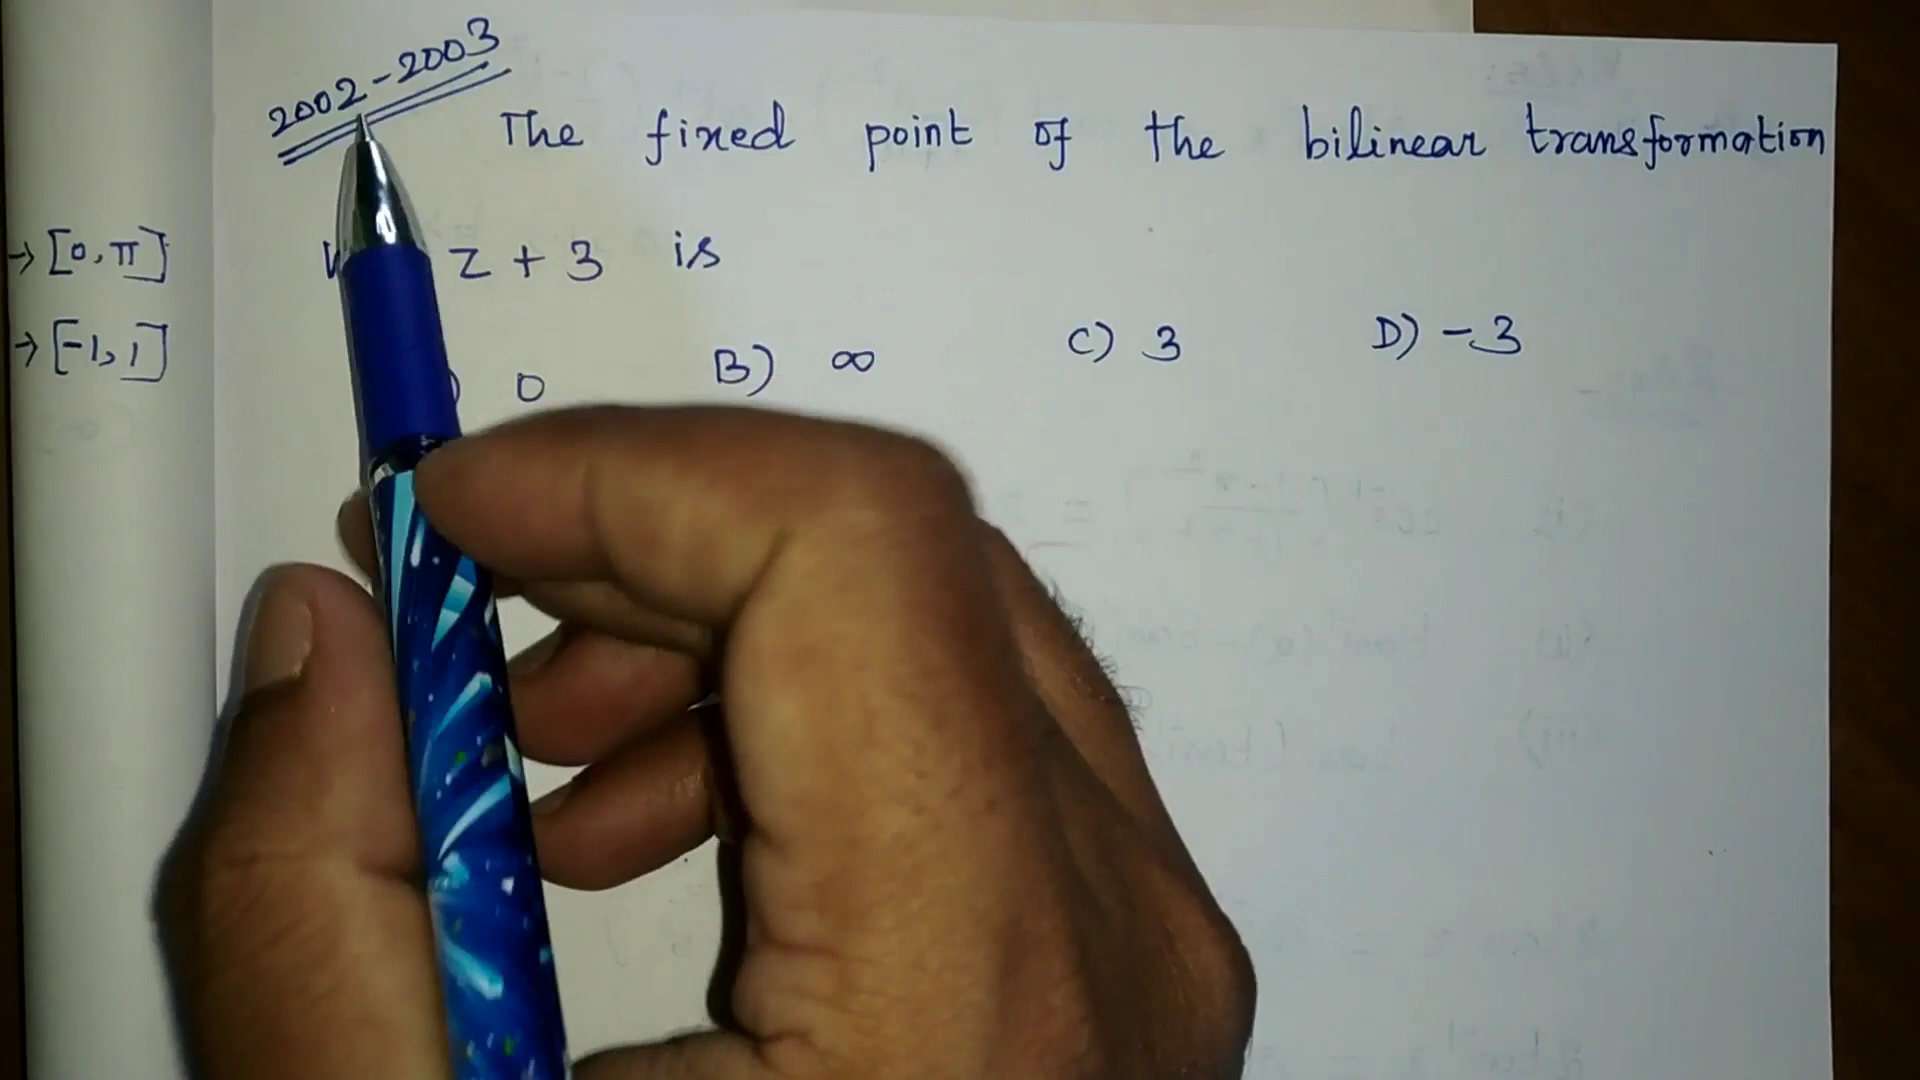 2002-2003
The fixed point of the bilinear transformation
→ [0, π]
z + 3 is
→ [-1, 1]
) 0 B) ∞ C) 3 D) -3